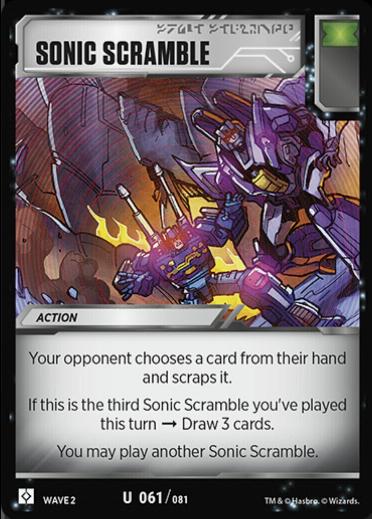 SONIC SCRAMBLE
ACTION
Your opponent chooses a card from their hand
and scraps it.
If this is the third Sonic Scramble you've played
this turn → Draw 3 cards.
You may play another Sonic Scramble.
WAVE 2
U 061/081
TM & © Hasbro. © Wizards.